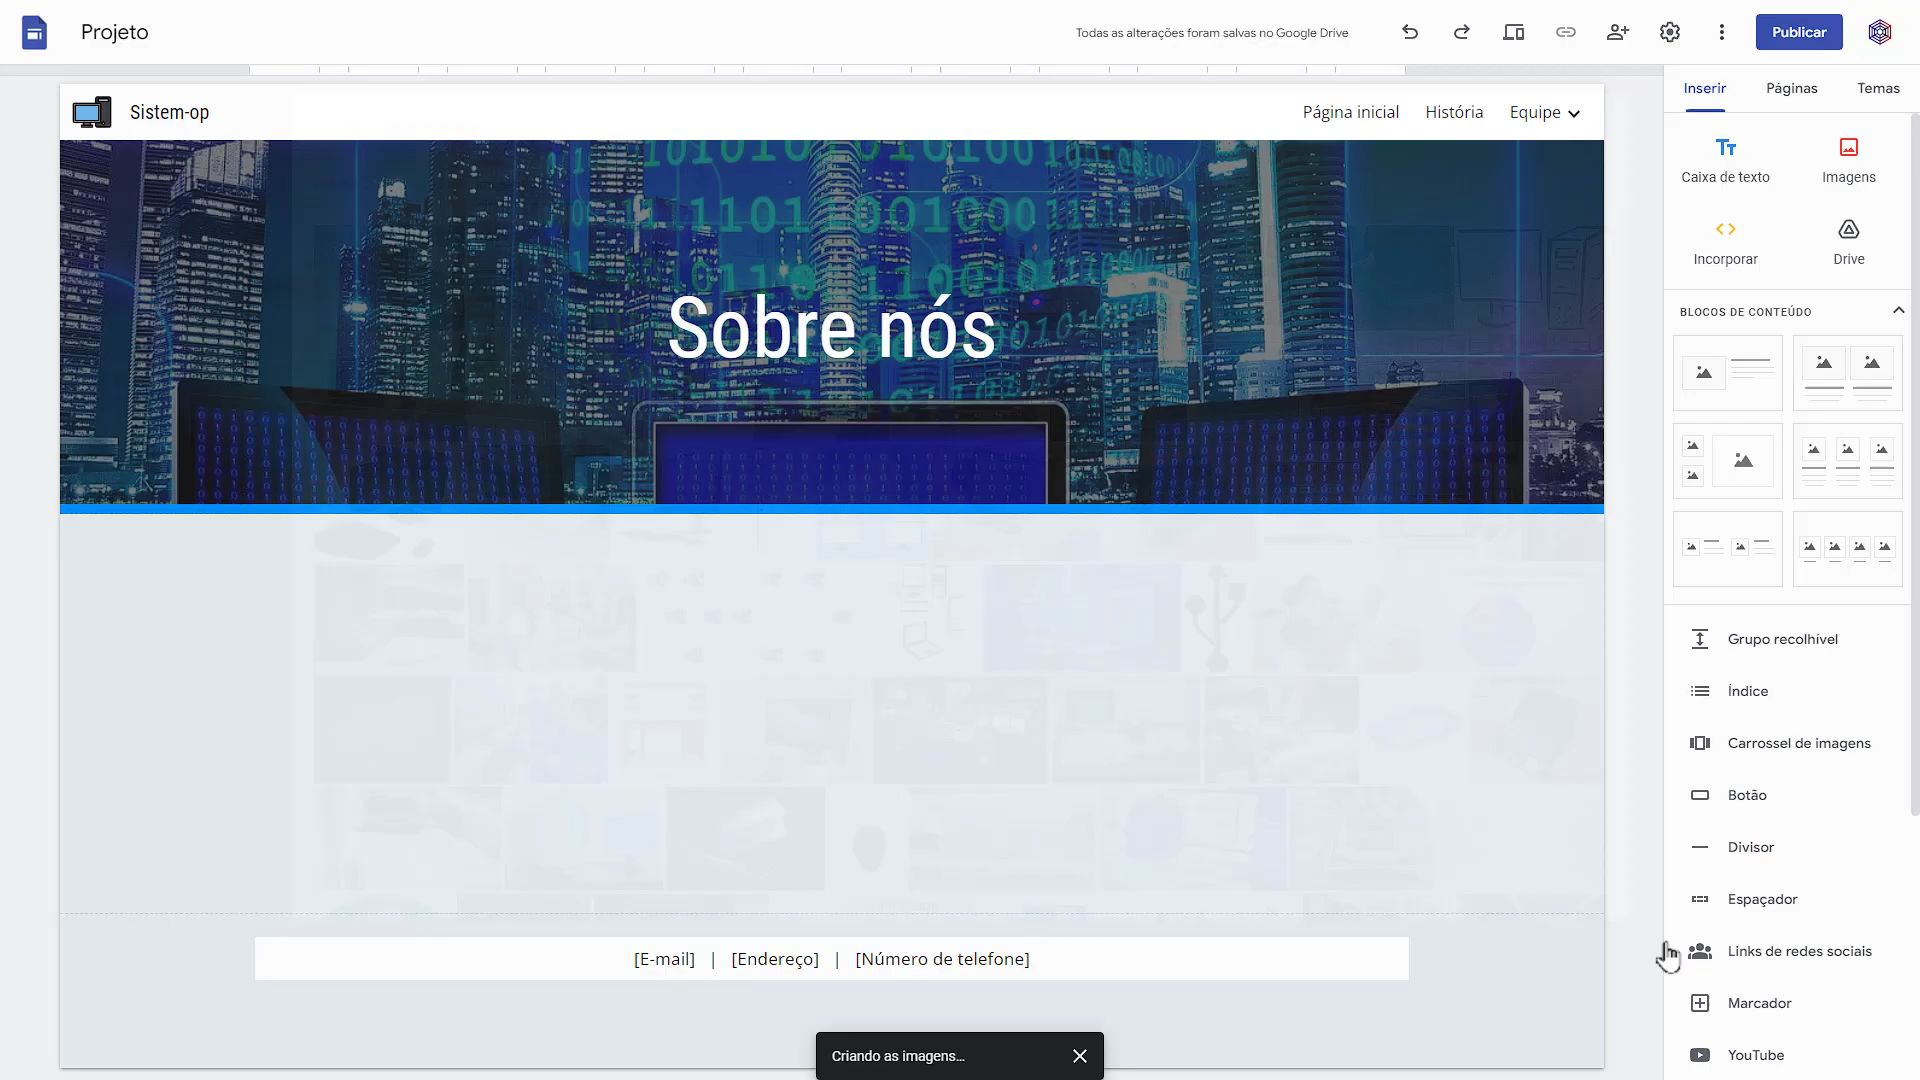 Projeto
Todas as alterações foram salvas no Google Drive
Publicar
Inserir
Páginas
Temas
Sistem-op
Página inicial
História
Equipe
Sobre nós
Caixa de texto
Imagens
Incorporar
Drive
BLOCOS DE CONTEÚDO
Grupo recolhível
Índice
Carrossel de imagens
Botão
Divisor
Espaçador
Links de redes sociais
Marcador
YouTube
[E-mail] | [Endereço] | [Número de telefone]
Criando as imagens...